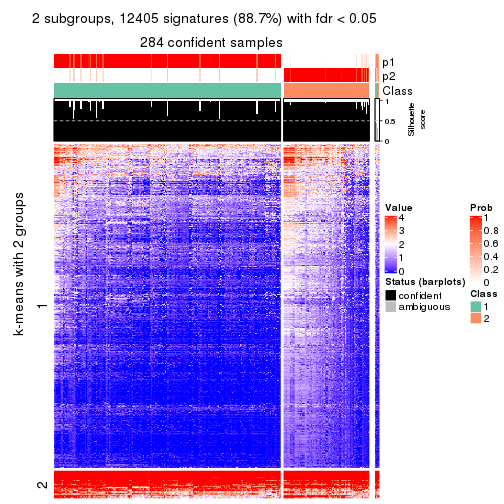 2 subgroups, 12405 signatures (88.7%) with fdr < 0.05
284 confident samples
p1
p2
Class
1
0.5
0
Silhouette
score
k-means with 2 groups
1
2
Value
4
3
2
1
0
Status (barplots)
confident
ambiguous
Prob
1
0.8
0.6
0.4
0.2
0
Class
1
2